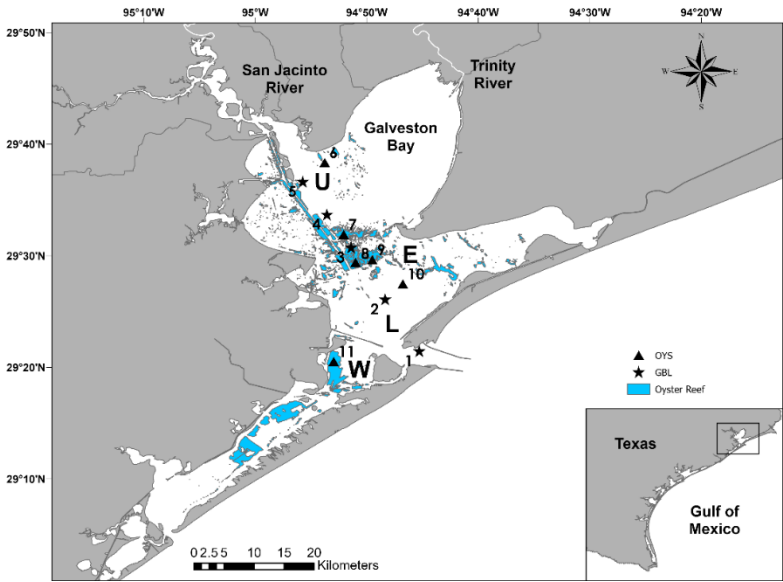 95°10'W 95°0'W 94°50'W 94°40'W 94°30'W 94°20'W
29°50'N
29°40'N
29°30'N
29°20'N
29°10'N
San Jacinto
River
Trinity
River
N
W E
S
Galveston
Bay
6
U
5
4
7
3
8
9
E
10
2
L
11
W
1
OYS
GBL
Oyster Reef
Texas
Gulf of
Mexico
0 2.5 5 10 15 20
Kilometers